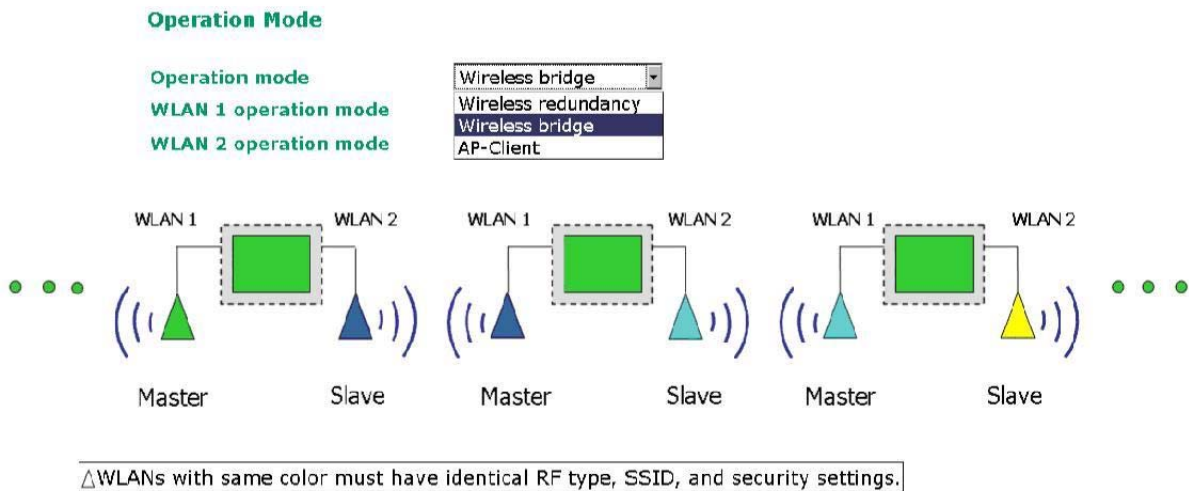 Operation Mode
Operation mode Wireless bridge
Wireless redundancy
WLAN 1 operation mode Wireless bridge
WLAN 2 operation mode AP-Client
WLAN 1 WLAN 2 WLAN 1 WLAN 2 WLAN 1 WLAN 2
Master Slave Master Slave Master Slave
△WLANs with same color must have identical RF type, SSID, and security settings.